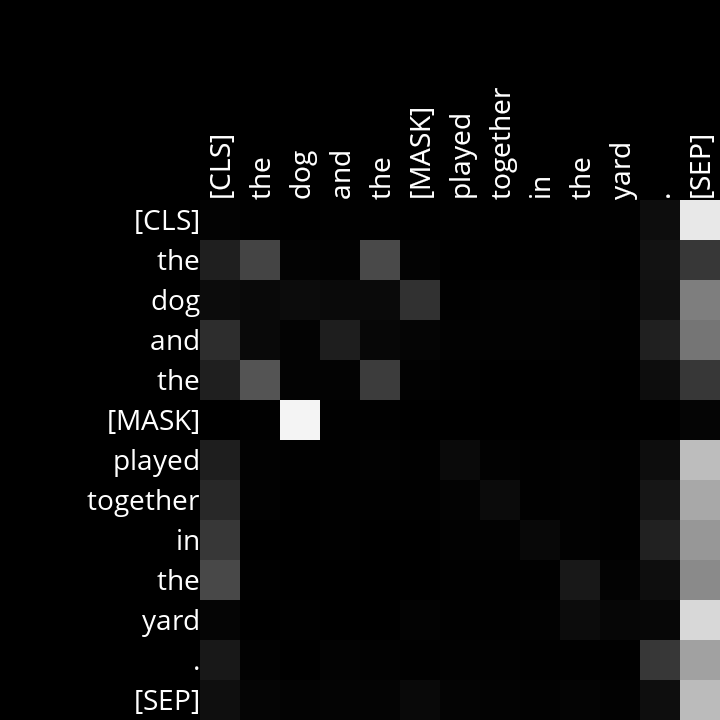 [CLS] the dog and the [MASK] played together in the yard . [SEP]
[CLS]
the
dog
and
the
[MASK]
played
together
in
the
yard
.
[SEP]